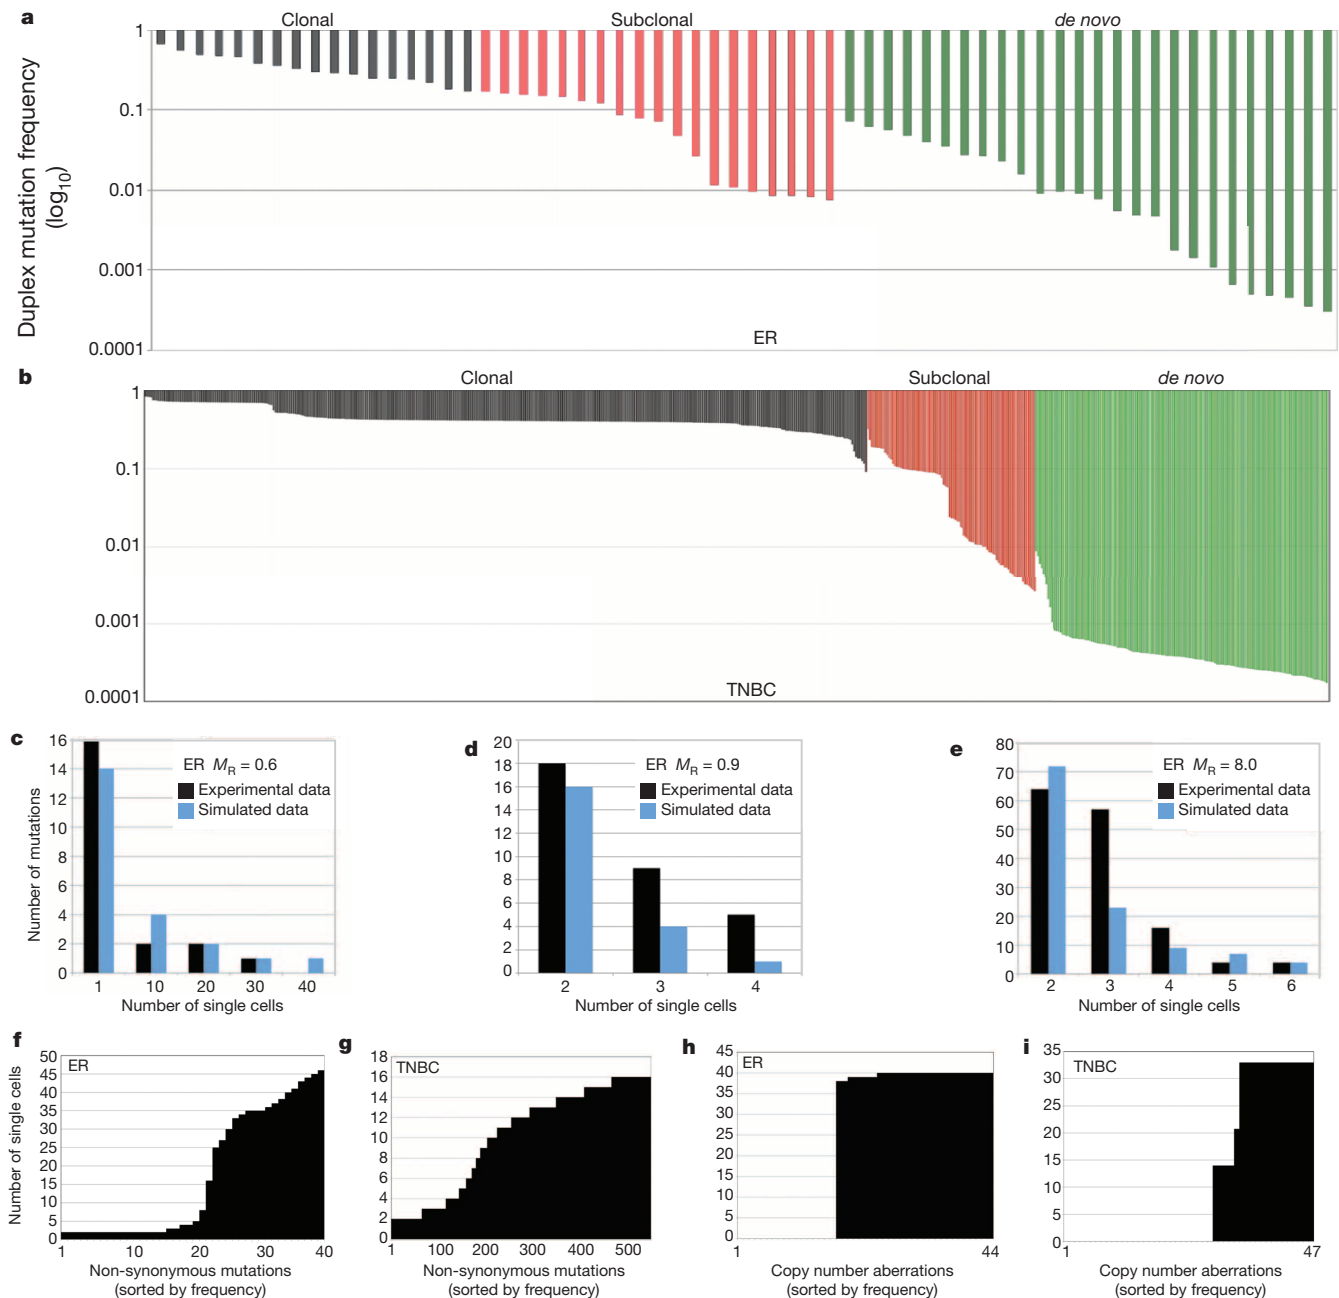 a
Clonal
Subclonal
de novo
Duplex mutation frequency
(log10)
1
0.1
0.01
0.001
0.0001
ER
b
Clonal
Subclonal
de novo
1
0.1
0.01
0.001
0.0001
TNBC
c
Number of mutations
16
14
12
10
8
6
4
2
0
ER MR = 0.6
Experimental data
Simulated data
1 10 20 30 40
Number of single cells
d
20
18
16
14
12
10
8
6
4
2
0
ER MR = 0.9
Experimental data
Simulated data
2 3 4
Number of single cells
e
80
70
60
50
40
30
20
10
0
ER MR = 8.0
Experimental data
Simulated data
2 3 4 5 6
Number of single cells
f
Number of single cells
50
45
40
35
30
25
20
15
10
5
0
ER
1 10 20 30 40
Non-synonymous mutations
(sorted by frequency)
g
18
16
14
12
10
8
6
4
2
0
TNBC
1 100 200 300 400 500
Non-synonymous mutations
(sorted by frequency)
h
45
40
35
30
25
20
15
10
5
0
ER
1 44
Copy number aberrations
(sorted by frequency)
i
35
30
25
20
15
10
5
0
TNBC
1 47
Copy number aberrations
(sorted by frequency)